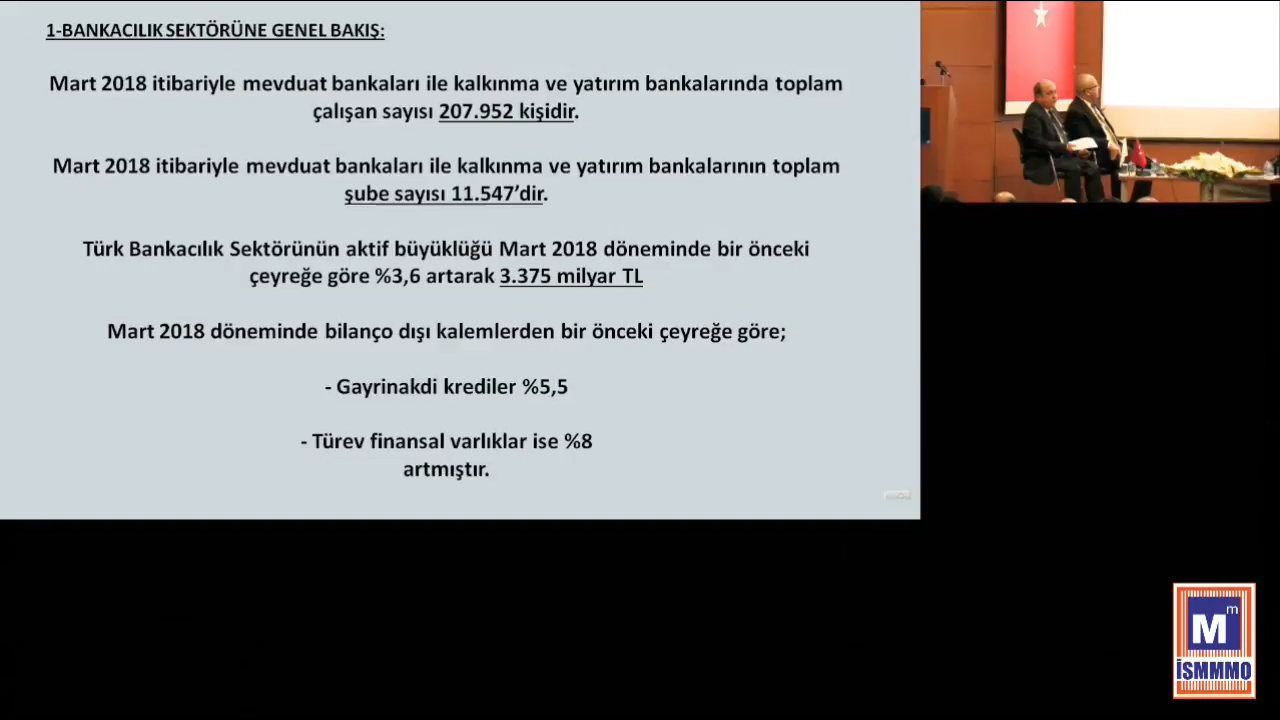 1-BANKACILIK SEKTÖRÜNE GENEL BAKIŞ:
Mart 2018 itibariyle mevduat bankaları ile kalkınma ve yatırım bankalarında toplam
çalışan sayısı 207.952 kişidir.
Mart 2018 itibariyle mevduat bankaları ile kalkınma ve yatırım bankalarının toplam
şube sayısı 11.547’dir.
Türk Bankacılık Sektörünün aktif büyüklüğü Mart 2018 döneminde bir önceki
çeyreğe göre %3,6 artarak 3.375 milyar TL
Mart 2018 döneminde bilanço dışı kalemlerden bir önceki çeyreğe göre;
- Gayrinakdi krediler %5,5
- Türev finansal varlıklar ise %8
artmıştır.
Mm
İSMMMO